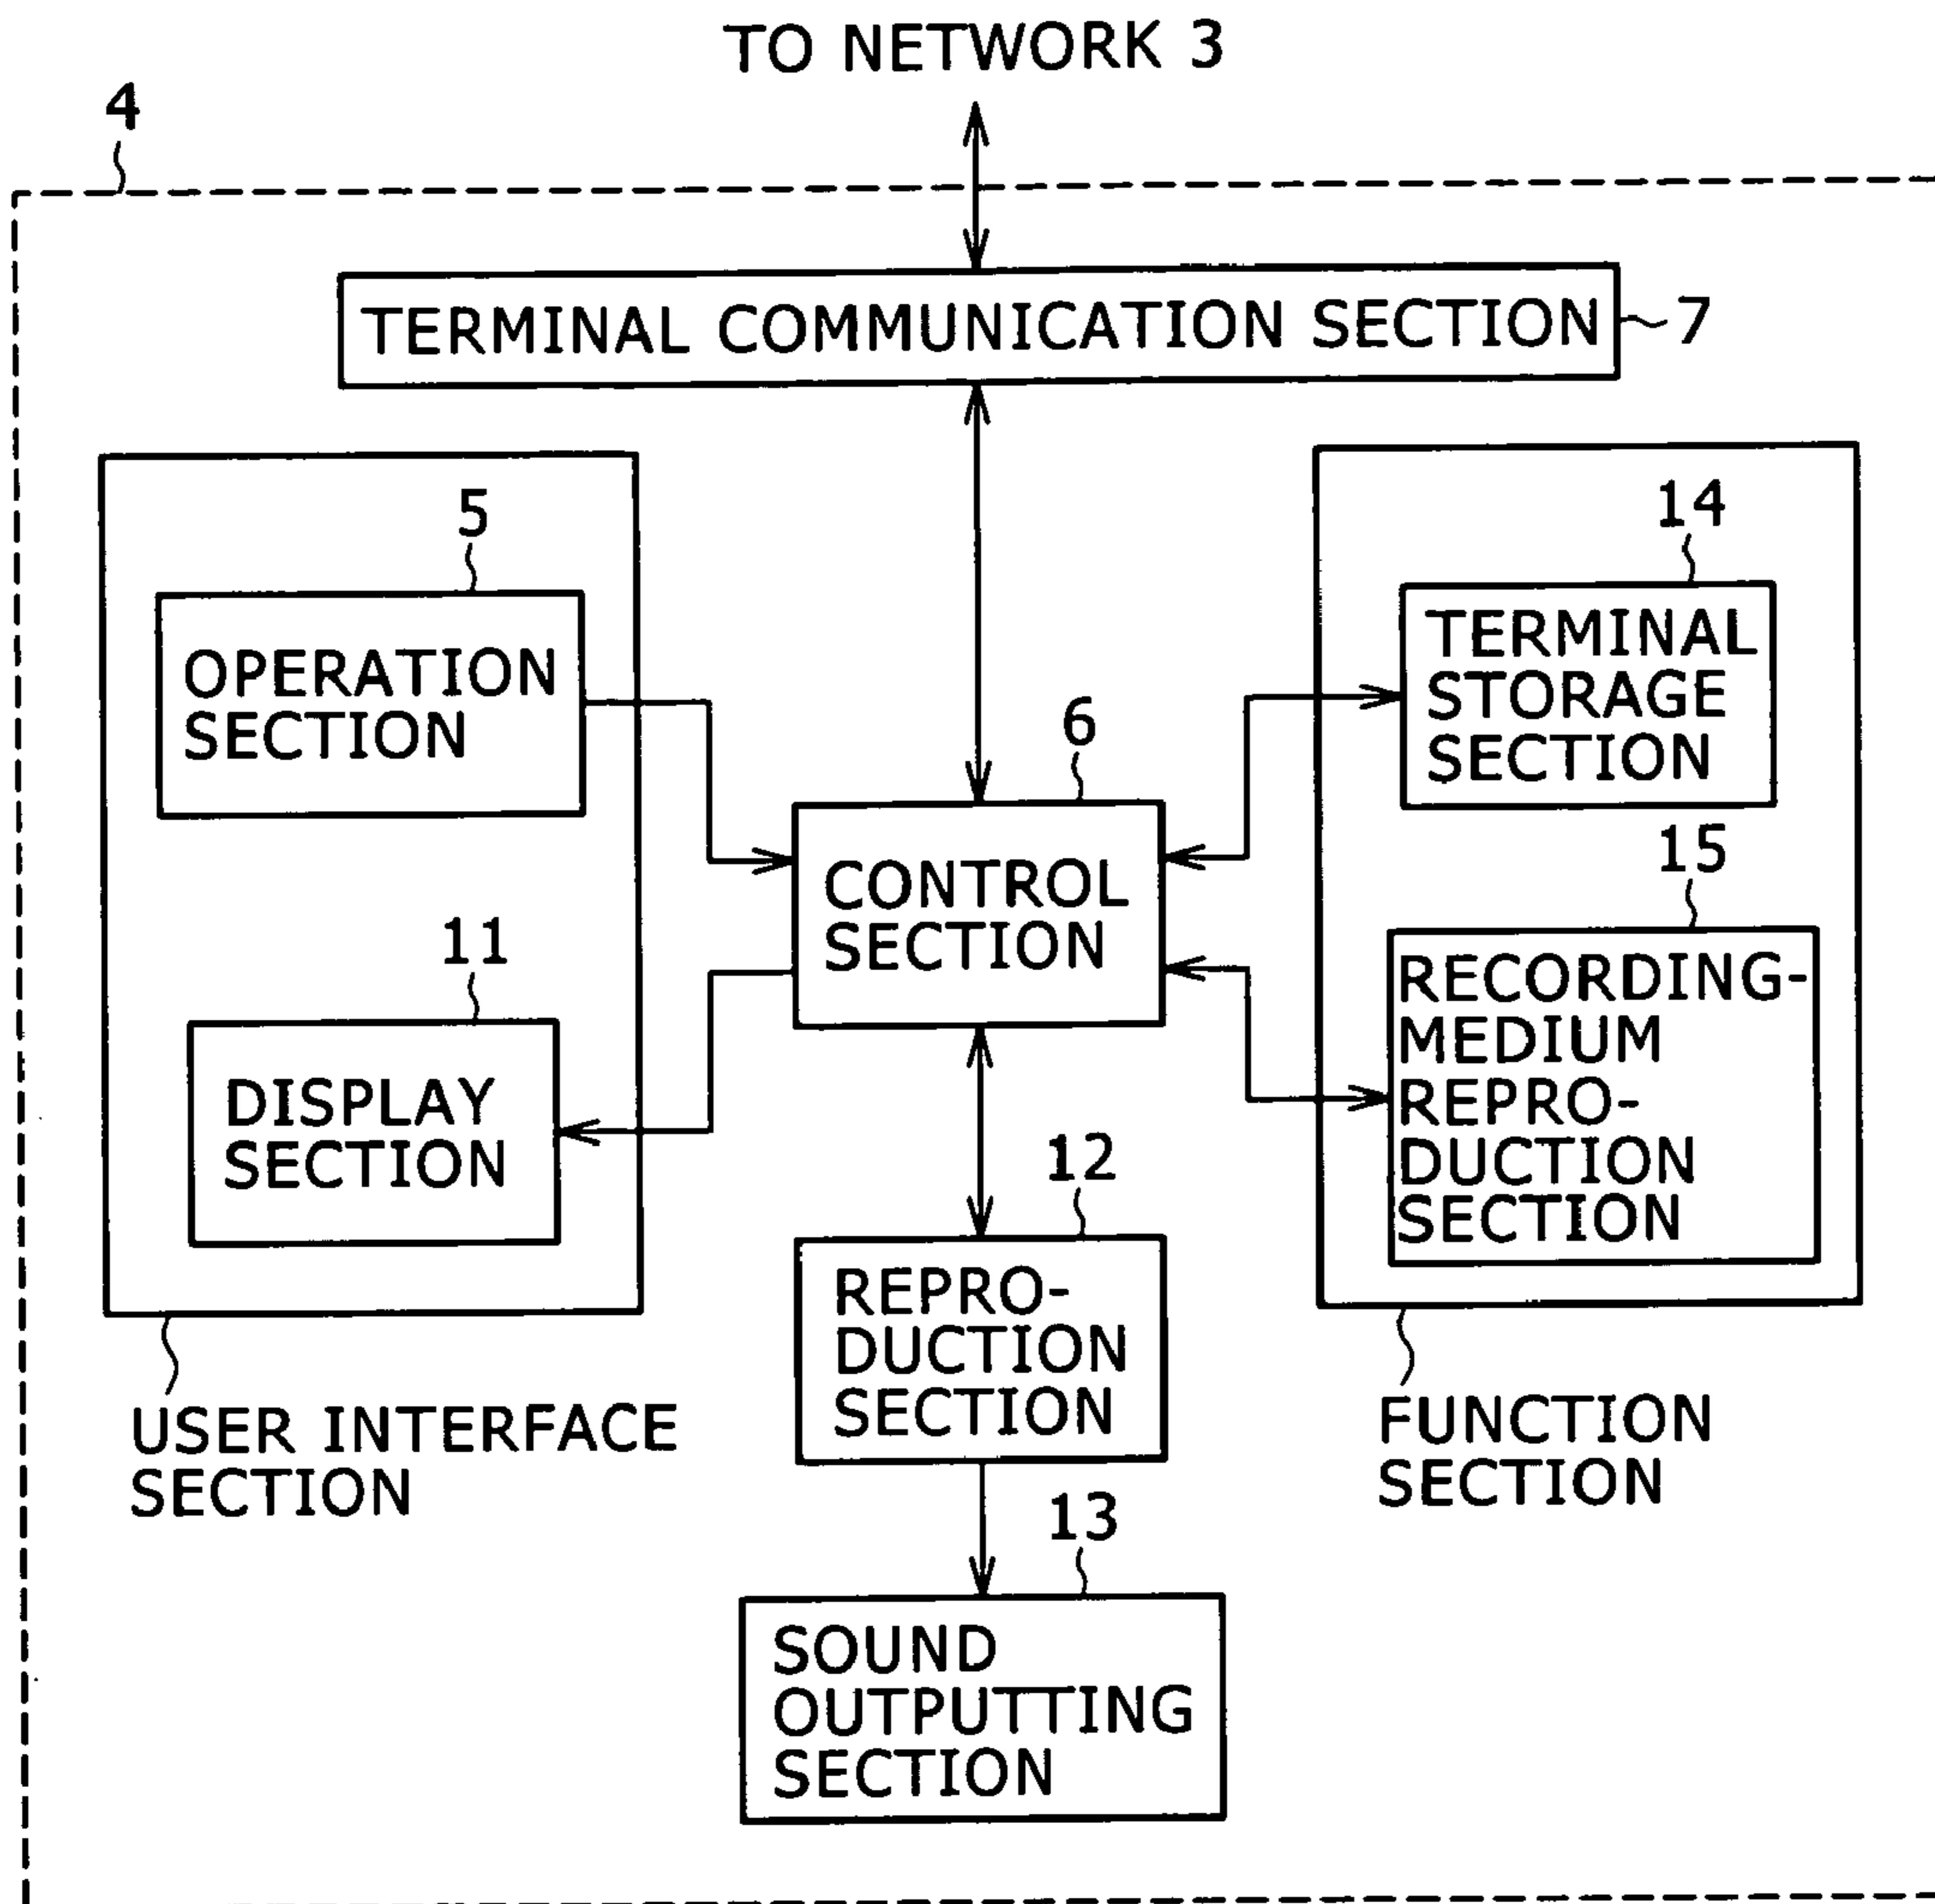 TO NETWORK 3
4
TERMINAL COMMUNICATION SECTION
7
5
OPERATION
SECTION
11
DISPLAY
SECTION
USER INTERFACE
SECTION
6
CONTROL
SECTION
12
REPRO-
DUCTION
SECTION
13
SOUND
OUTPUTTING
SECTION
14
TERMINAL
STORAGE
SECTION
15
RECORDING-
MEDIUM
REPRO-
DUCTION
SECTION
FUNCTION
SECTION